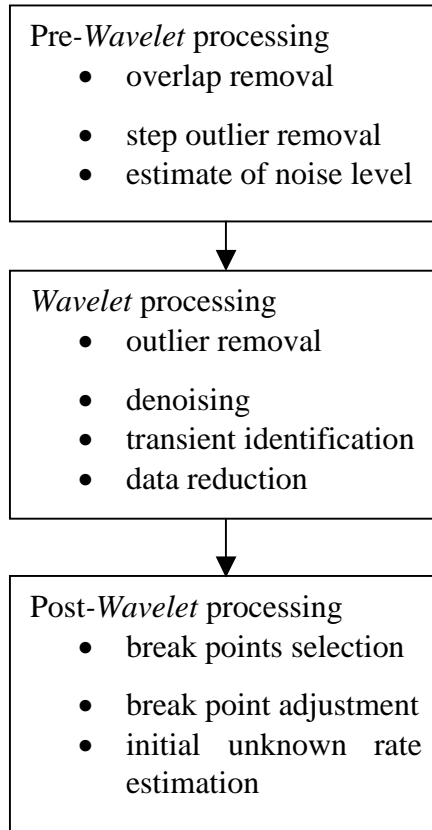 Pre-Wavelet processing
• overlap removal
• step outlier removal
• estimate of noise level
Wavelet processing
• outlier removal
• denoising
• transient identification
• data reduction
Post-Wavelet processing
• break points selection
• break point adjustment
• initial unknown rate
estimation